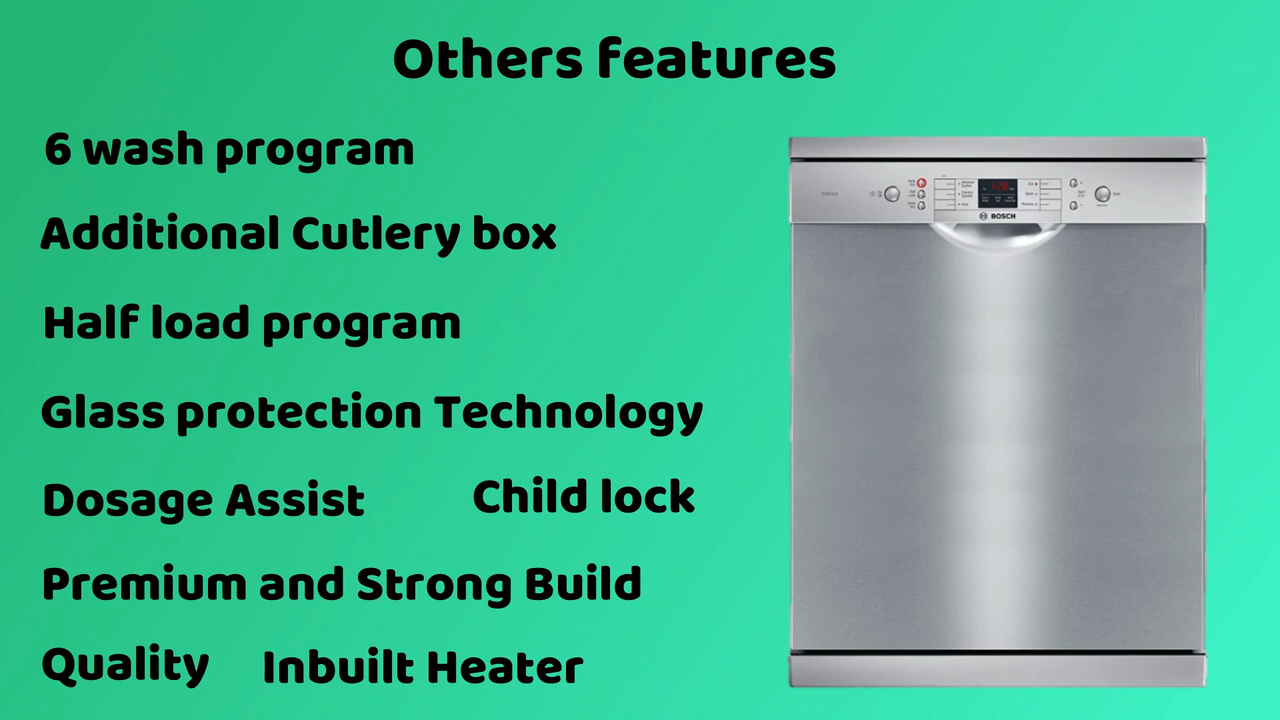 Others features
6 wash program
Additional Cutlery box
Half load program
Glass protection Technology
Dosage Assist
Child lock
Premium and Strong Build
Quality
Inbuilt Heater
BOSCH